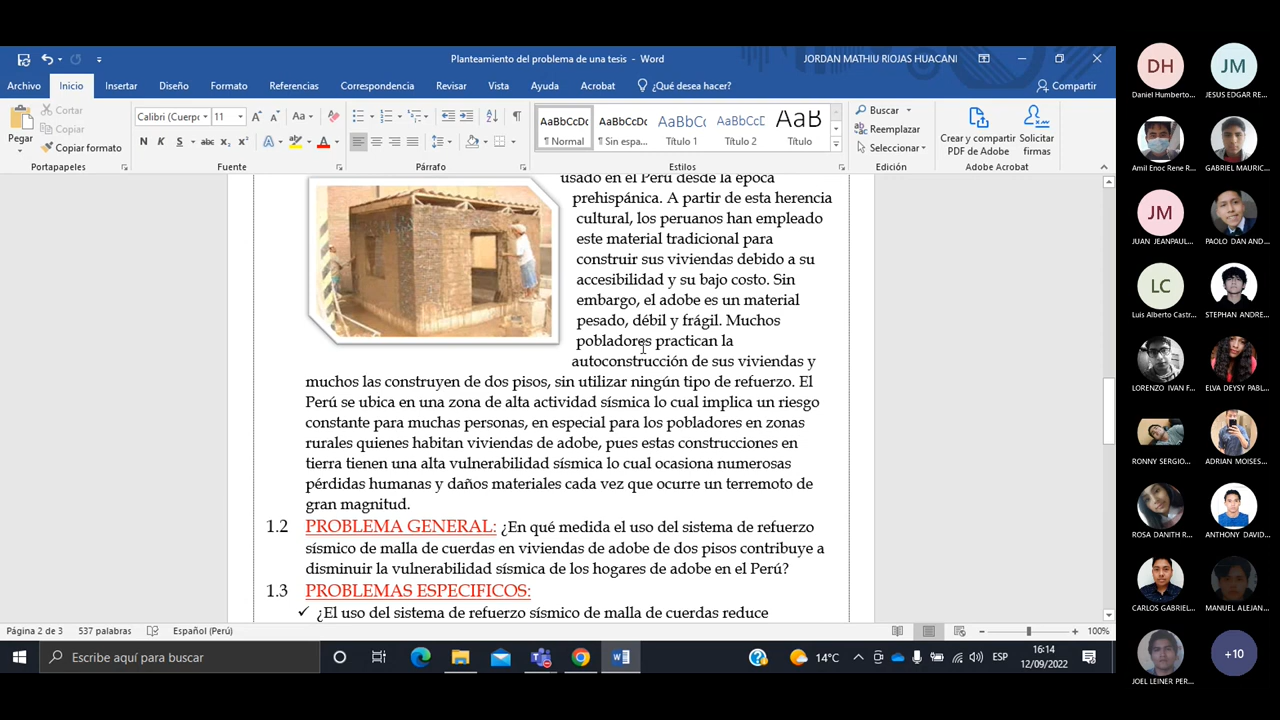 Planteamiento del problema de una tesis - Word
JORDAN MATHIU RIOJAS HUACANI
Archivo Inicio Insertar Diseño Formato Referencias Correspondencia Revisar Vista Ayuda Acrobat ¿Qué desea hacer? Compartir
Pegar
Cortar
Copiar
Copiar formato
Portapapeles
Calibri (Cuerp 11
Aa
N K S abc x₂ x²
Fuente
Párrafo
AaBbCcDc AaBbCcDc AaBbCc AaBbCcD AaB
¶ Normal ¶ Sin espa... Título 1 Título 2 Título
Estilos
Buscar
Reemplazar
Seleccionar
Edición
Crear y compartir PDF de Adobe
Solicitar firmas
Adobe Acrobat
usado en el Perú desde la época
prehispánica. A partir de esta herencia
cultural, los peruanos han empleado
este material tradicional para
construir sus viviendas debido a su
accesibilidad y su bajo costo. Sin
embargo, el adobe es un material
pesado, débil y frágil. Muchos
pobladores practican la
autoconstrucción de sus viviendas y
muchos las construyen de dos pisos, sin utilizar ningún tipo de refuerzo. El
Perú se ubica en una zona de alta actividad sísmica lo cual implica un riesgo
constante para muchas personas, en especial para los pobladores en zonas
rurales quienes habitan viviendas de adobe, pues estas construcciones en
tierra tienen una alta vulnerabilidad sísmica lo cual ocasiona numerosas
pérdidas humanas y daños materiales cada vez que ocurre un terremoto de
gran magnitud.
1.2 PROBLEMA GENERAL: ¿En qué medida el uso del sistema de refuerzo
sísmico de malla de cuerdas en viviendas de adobe de dos pisos contribuye a
disminuir la vulnerabilidad sísmica de los hogares de adobe en el Perú?
1.3 PROBLEMAS ESPECIFICOS:
✓ ¿El uso del sistema de refuerzo sísmico de malla de cuerdas reduce
Página 2 de 3 537 palabras Español (Perú) 100%
Escribe aquí para buscar
14°C
ESP
16:14
12/09/2022
DH JM
Daniel Humberto... JESUS EDGAR RE...
Amil Enoc Rene R... GABRIEL MAURIC...
JM
JUAN JEANPAUL... PAOLO DAN AND...
LC
Luis Alberto Castr... STEPHAN ANDRE...
LORENZO IVAN F... ELVA DEYSY PABL...
RONNY SERGIO... ADRIAN MOISES...
ROSA DANITH R... ANTHONY DAVID...
CARLOS GABRIEL... MANUEL ALEJAN...
+10
JOEL LEINER PER...